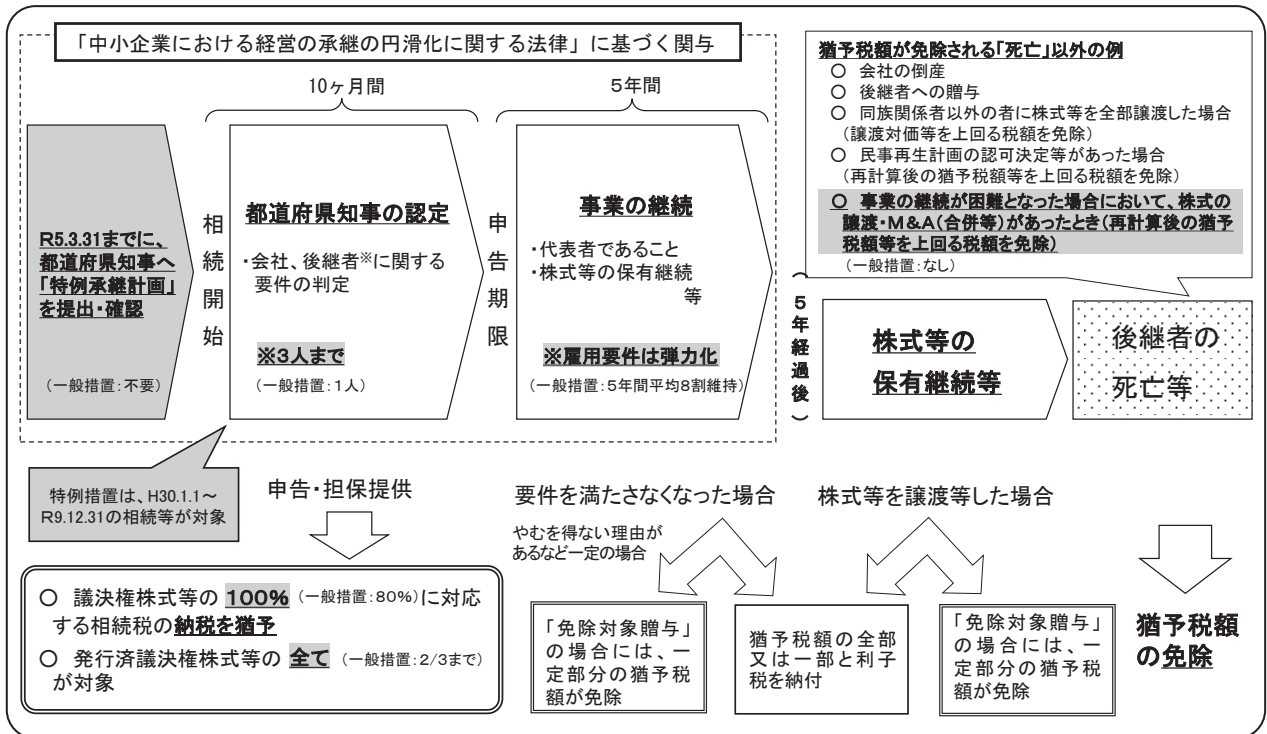 「中小企業における経営の承継の円滑化に関する法律」に基づく関与
10ヶ月間
5年間
R5.3.31までに、
都道府県知事へ
「特例承継計画」
を提出・確認
(一般措置：不要)
相続開始
都道府県知事の認定
・会社、後継者※に関する
要件の判定
※３人まで
(一般措置：1人)
申告期限
事業の継続
・代表者であること
・株式等の保有継続
等
※雇用要件は弾力化
(一般措置：5年間平均8割維持)
猶予税額が免除される「死亡」以外の例
○ 会社の倒産
○ 後継者への贈与
○ 同族関係者以外の者に株式等を全部譲渡した場合
（譲渡対価等を上回る税額を免除）
○ 民事再生計画の認可決定等があった場合
（再計算後の猶予税額等を上回る税額を免除）
○ 事業の継続が困難となった場合において、株式の
譲渡・M＆A（合併等）があったとき（再計算後の猶予
税額等を上回る税額を免除）
（一般措置：なし）
（５年経過後）
株式等の
保有継続等
後継者の
死亡等
特例措置は、H30.1.1～
R9.12.31の相続等が対象
申告・担保提供
○ 議決権株式等の 100% (一般措置：80%) に対応
する相続税の納税を猶予
○ 発行済議決権株式等の 全て (一般措置：2/3まで)
が対象
要件を満たさなくなった場合
やむを得ない理由が
あるなど一定の場合
株式等を譲渡等した場合
「免除対象贈与」
の場合には、一
定部分の猶予税
額が免除
猶予税額の全部
又は一部と利子
税を納付
「免除対象贈与」
の場合には、一
定部分の猶予税
額が免除
猶予税額
の免除